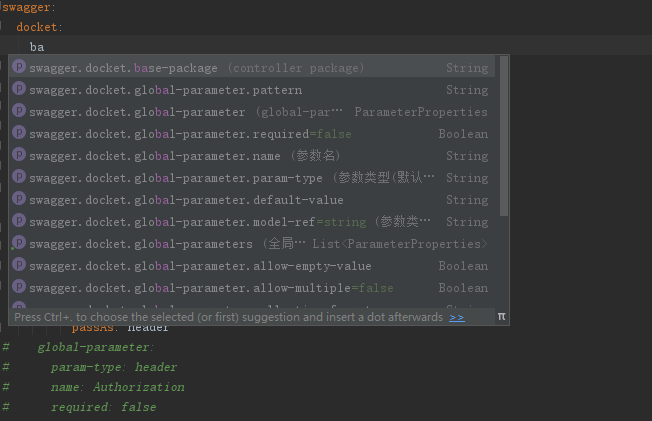 swagger:
docket:
ba
swagger.docket.base-package (controller package) String
swagger.docket.global-parameter.pattern String
swagger.docket.global-parameter (global-par… ParameterProperties
swagger.docket.global-parameter.required=false Boolean
swagger.docket.global-parameter.name (参数名) String
swagger.docket.global-parameter.param-type (参数类型(默认… String
swagger.docket.global-parameter.default-value String
swagger.docket.global-parameter.model-ref=string (参数类… String
swagger.docket.global-parameters (全局… List<ParameterProperties>
swagger.docket.global-parameter.allow-empty-value Boolean
swagger.docket.global-parameter.allow-multiple=false Boolean
Press Ctrl+. to choose the selected (or first) suggestion and insert a dot afterwards >> π
passAs: header
# global-parameter:
# param-type: header
# name: Authorization
# required: false